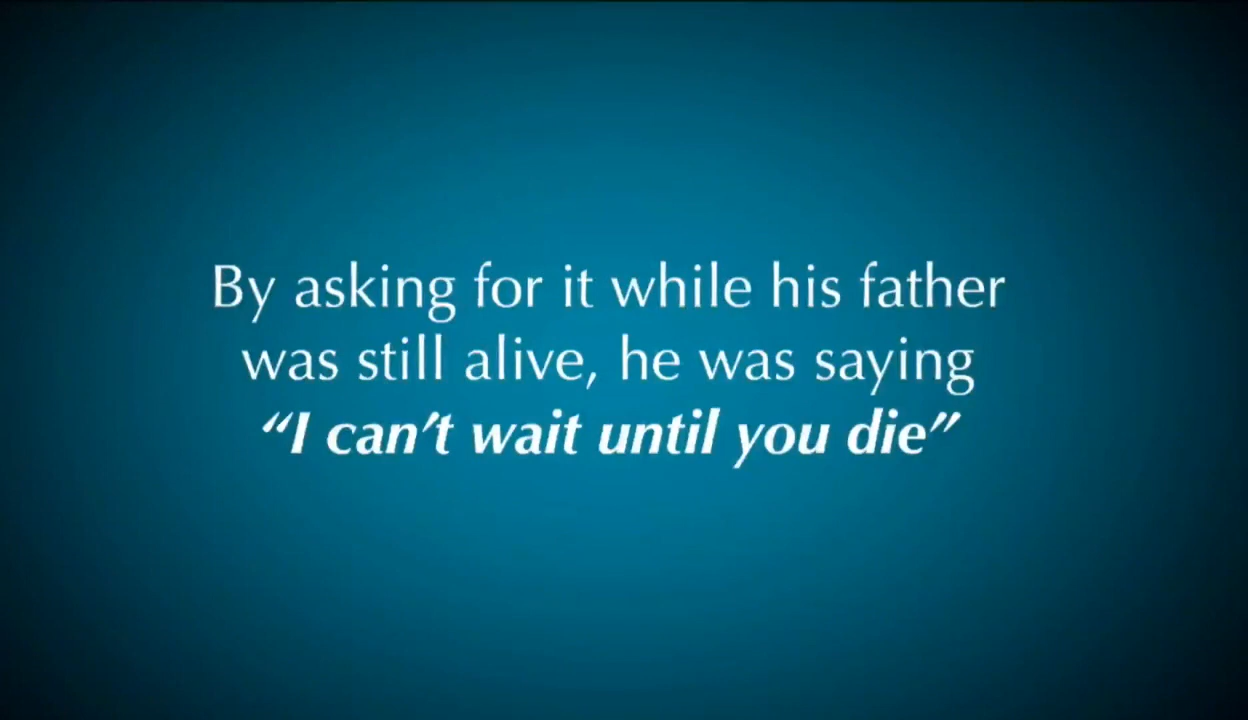 By asking for it while his father
was still alive, he was saying
“I can’t wait until you die”